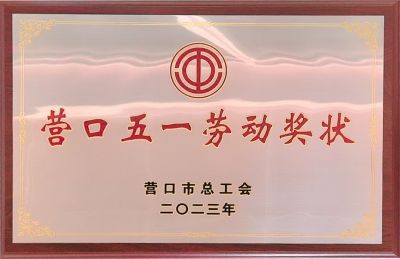 营口五一劳动奖状
营口市总工会
二〇二三年